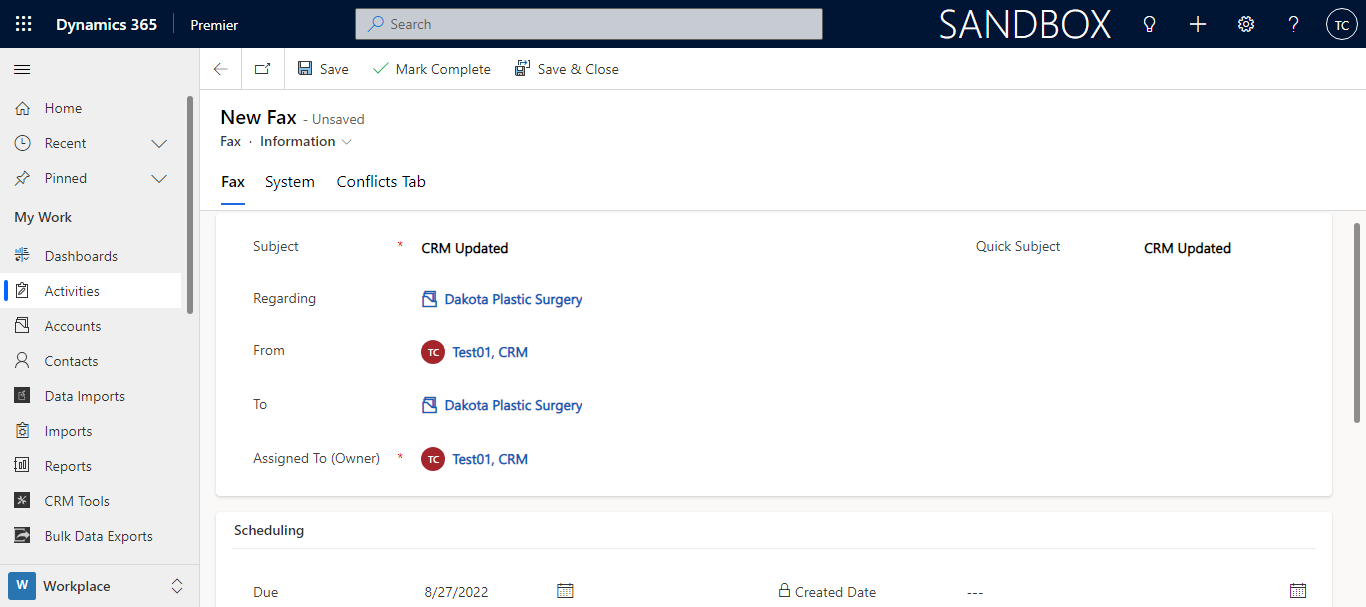 Dynamics 365 Premier Search SANDBOX ? TC
Save Mark Complete Save & Close
Home
Recent
Pinned
My Work
Dashboards
Activities
Accounts
Contacts
Data Imports
Imports
Reports
CRM Tools
Bulk Data Exports
W Workplace
New Fax - Unsaved
Fax · Information
Fax System Conflicts Tab
Subject * CRM Updated Quick Subject CRM Updated
Regarding Dakota Plastic Surgery
From TC Test01, CRM
To Dakota Plastic Surgery
Assigned To (Owner) * TC Test01, CRM
Scheduling
Due 8/27/2022 Created Date ---